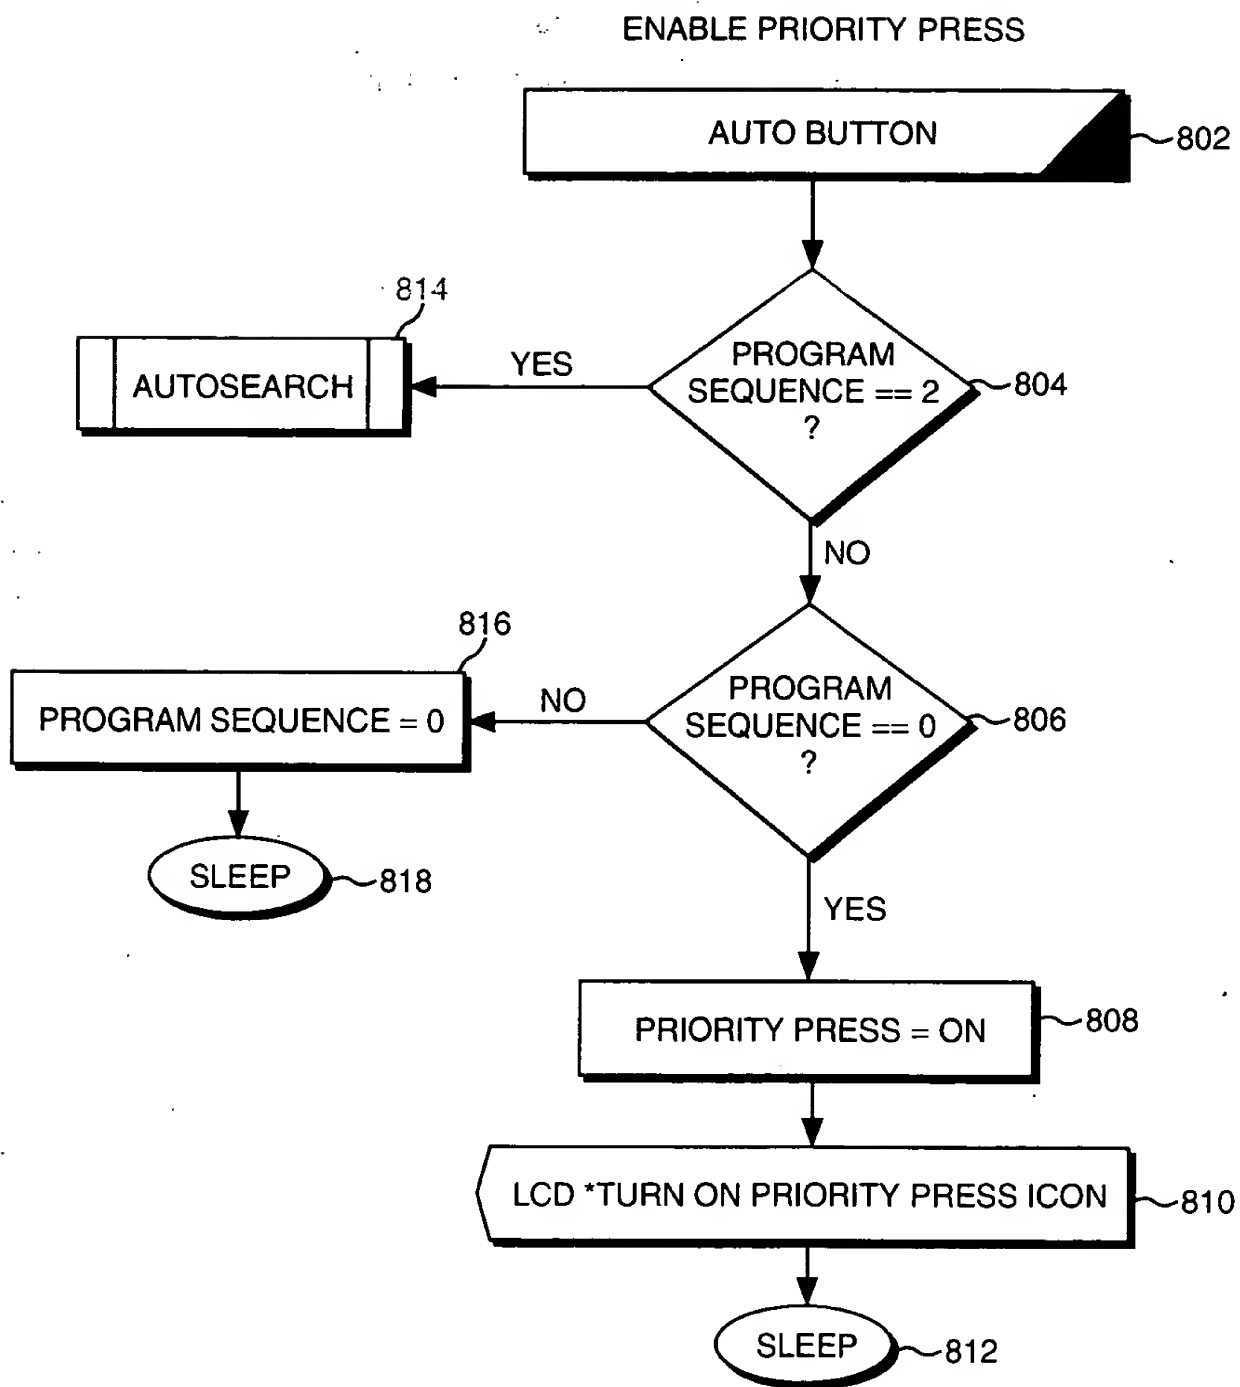 ENABLE PRIORITY PRESS
AUTO BUTTON
802
814
AUTOSEARCH
YES
PROGRAM
SEQUENCE == 2
?
804
NO
816
PROGRAM SEQUENCE = 0
NO
PROGRAM
SEQUENCE == 0
?
806
SLEEP
818
YES
PRIORITY PRESS = ON
808
LCD *TURN ON PRIORITY PRESS ICON
810
SLEEP
812